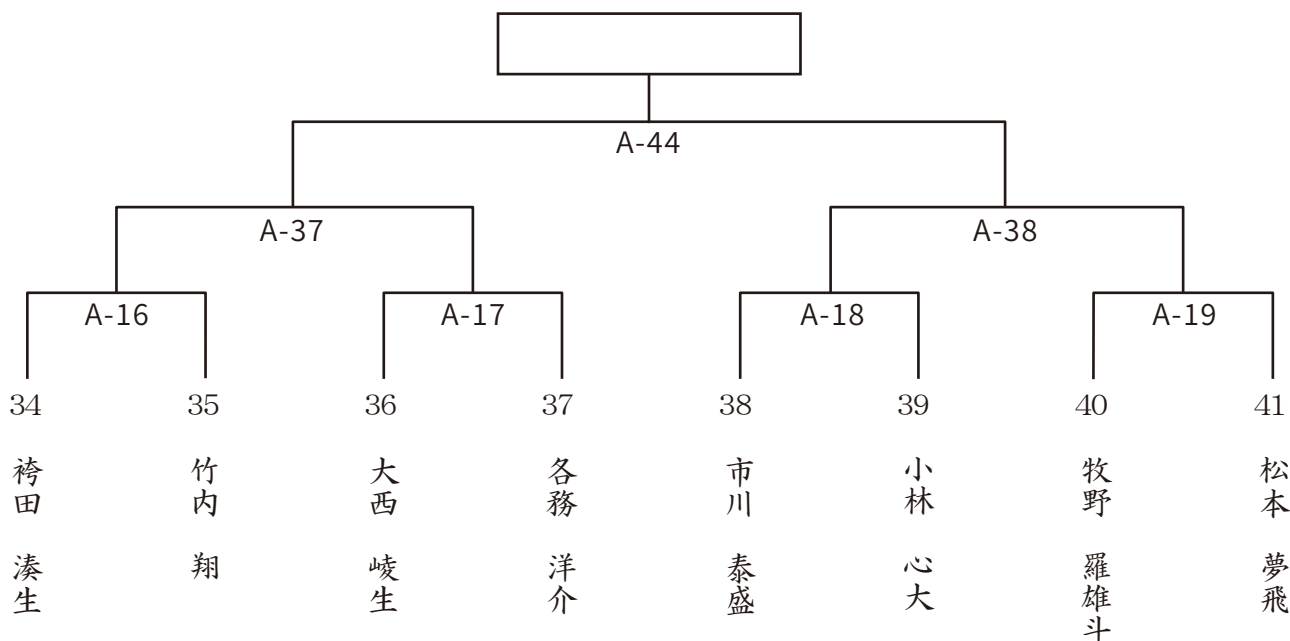 A-44
A-37
A-38
A-16
A-17
A-18
A-19
34
35
36
37
38
39
40
41
袴田 湊生
竹内 翔
大西 崚生
各務 洋介
市川 泰盛
小林 心大
牧野 羅雄斗
松本 夢飛